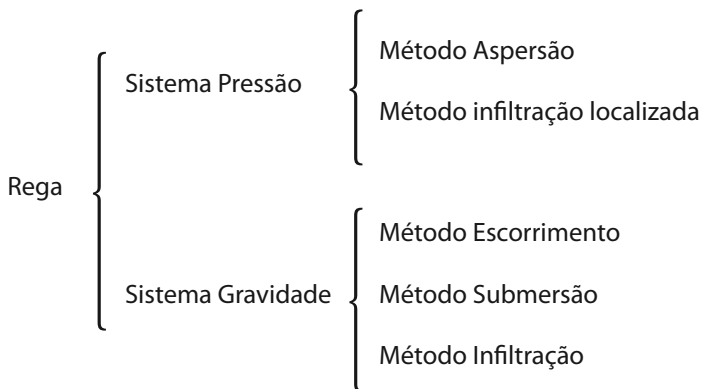 Rega
Sistema Pressão
Método Aspersão
Método infiltração localizada
Sistema Gravidade
Método Escorrimento
Método Submersão
Método Infiltração